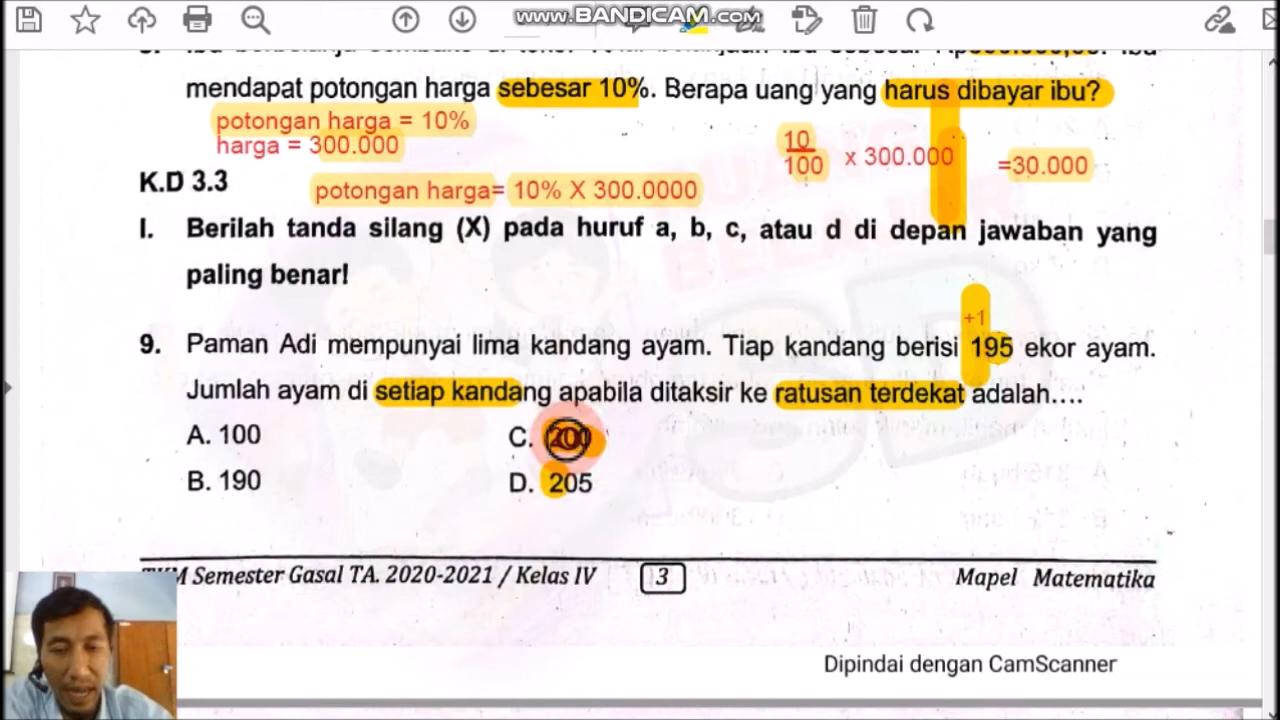 www.BANDICAM.com
mendapat potongan harga sebesar 10%. Berapa uang yang harus dibayar ibu?
potongan harga = 10%
harga = 300.000
10
100 x 300.000 =30.000
K.D 3.3
potongan harga= 10% X 300.0000
I. Berilah tanda silang (X) pada huruf a, b, c, atau d di depan jawaban yang
paling benar!
+1
9. Paman Adi mempunyai lima kandang ayam. Tiap kandang berisi 195 ekor ayam.
Jumlah ayam di setiap kandang apabila ditaksir ke ratusan terdekat adalah....
A. 100
C. 200
B. 190
D. 205
Semester Gasal TA. 2020-2021 / Kelas IV 3 Mapel Matematika
Dipindai dengan CamScanner